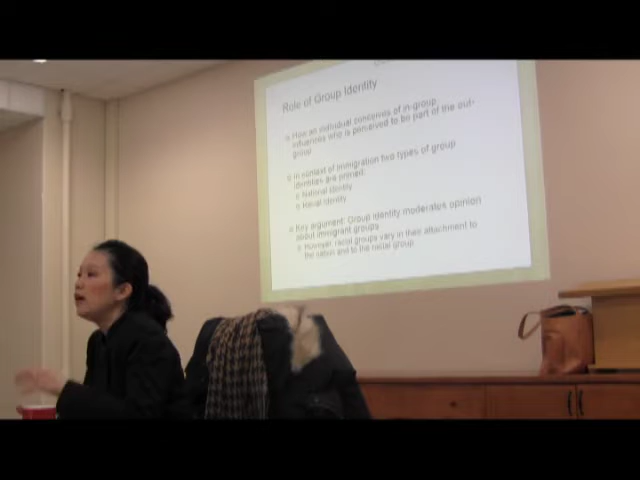 Role of Group Identity
How an individual conceives of in-group
influences who is perceived to be part of the out-
group
In context of immigration two types of group
identities are primed:
National identity
Racial identity
Key argument: Group identity moderates opinion
about immigrant groups
However, racial groups vary in their attachment to
the nation and to the racial group